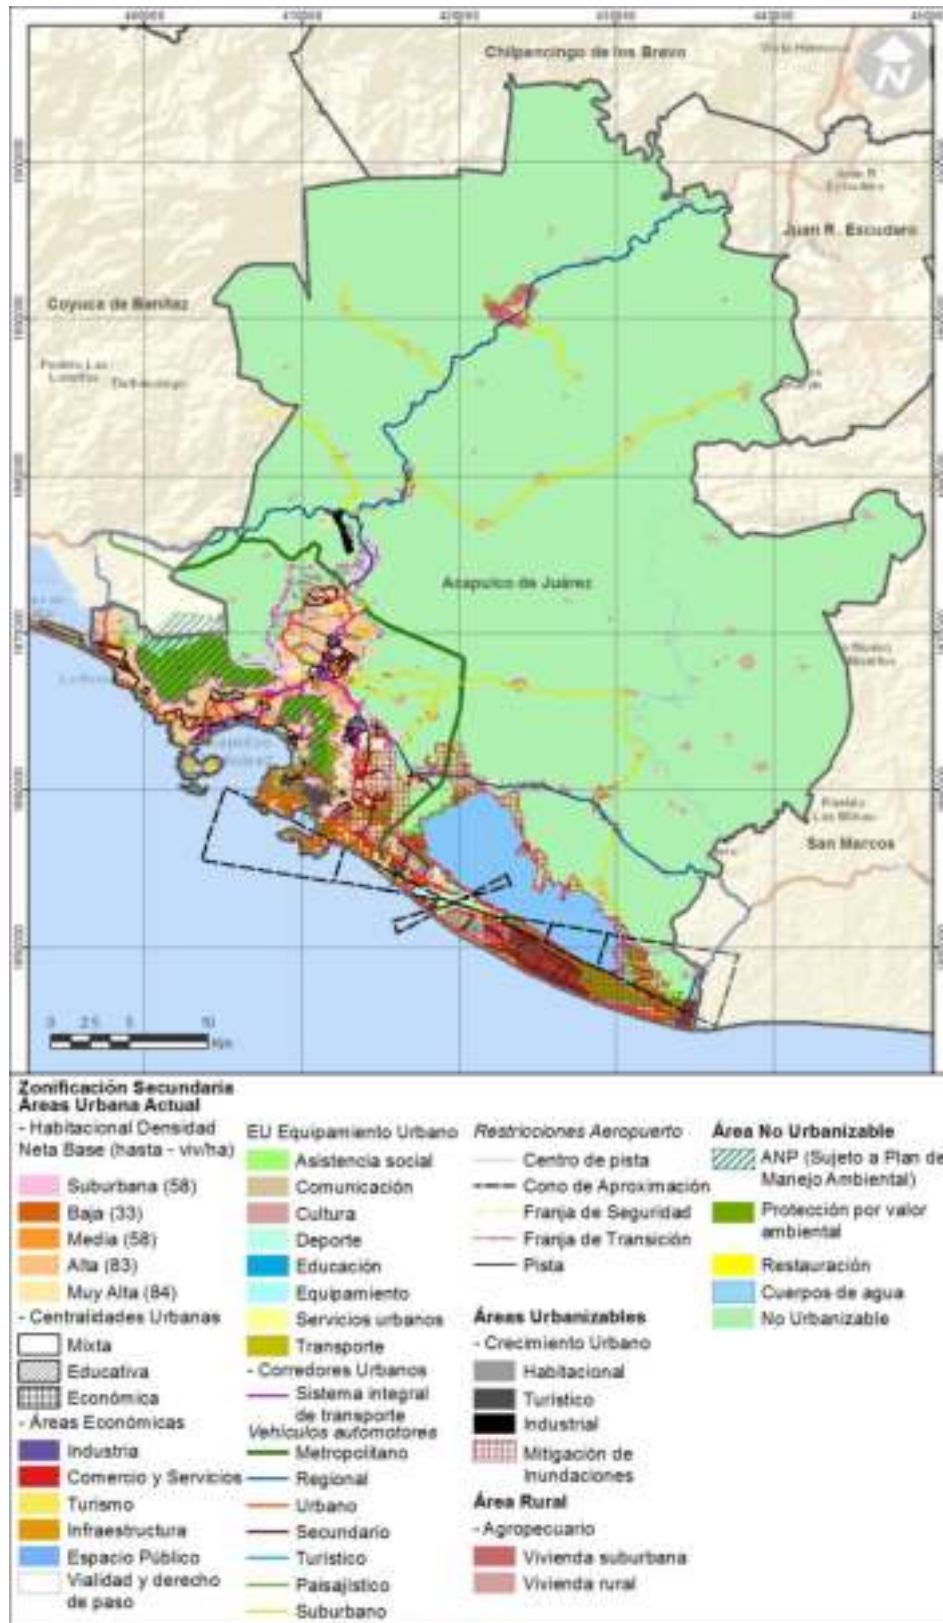 Chilpancingo de los Bravo
N
Juan R. Escudero
Coyuca de Benítez
Acapulco de Juárez
San Marcos
0 2.5 5 10
Km
Zonificación Secundaria
Áreas Urbana Actual
- Habitacional Densidad
Neta Base (hasta - viv/ha)
Suburbana (58)
Baja (33)
Media (58)
Alta (83)
Muy Alta (84)
- Centralidades Urbanas
Mixta
Educativa
Económica
- Áreas Económicas
Industria
Comercio y Servicios
Turismo
Infraestructura
Espacio Público
Vialidad y derecho
de paso
EU Equipamiento Urbano
Asistencia social
Comunicación
Cultura
Deporte
Educación
Equipamiento
Servicios urbanos
Transporte
- Corredores Urbanos
Sistema integral
de transporte
Vehículos automotores
Metropolitano
Regional
Urbano
Secundario
Turístico
Paisajístico
Suburbano
Restricciones Aeropuerto
Centro de pista
Cono de Aproximación
Franja de Seguridad
Franja de Transición
Pista
Áreas Urbanizables
- Crecimiento Urbano
Habitacional
Turístico
Industrial
Mitigación de
Inundaciones
Área Rural
- Agropecuario
Vivienda suburbana
Vivienda rural
Área No Urbanizable
ANP (Sujeto a Plan de
Manejo Ambiental)
Protección por valor
ambiental
Restauración
Cuerpos de agua
No Urbanizable